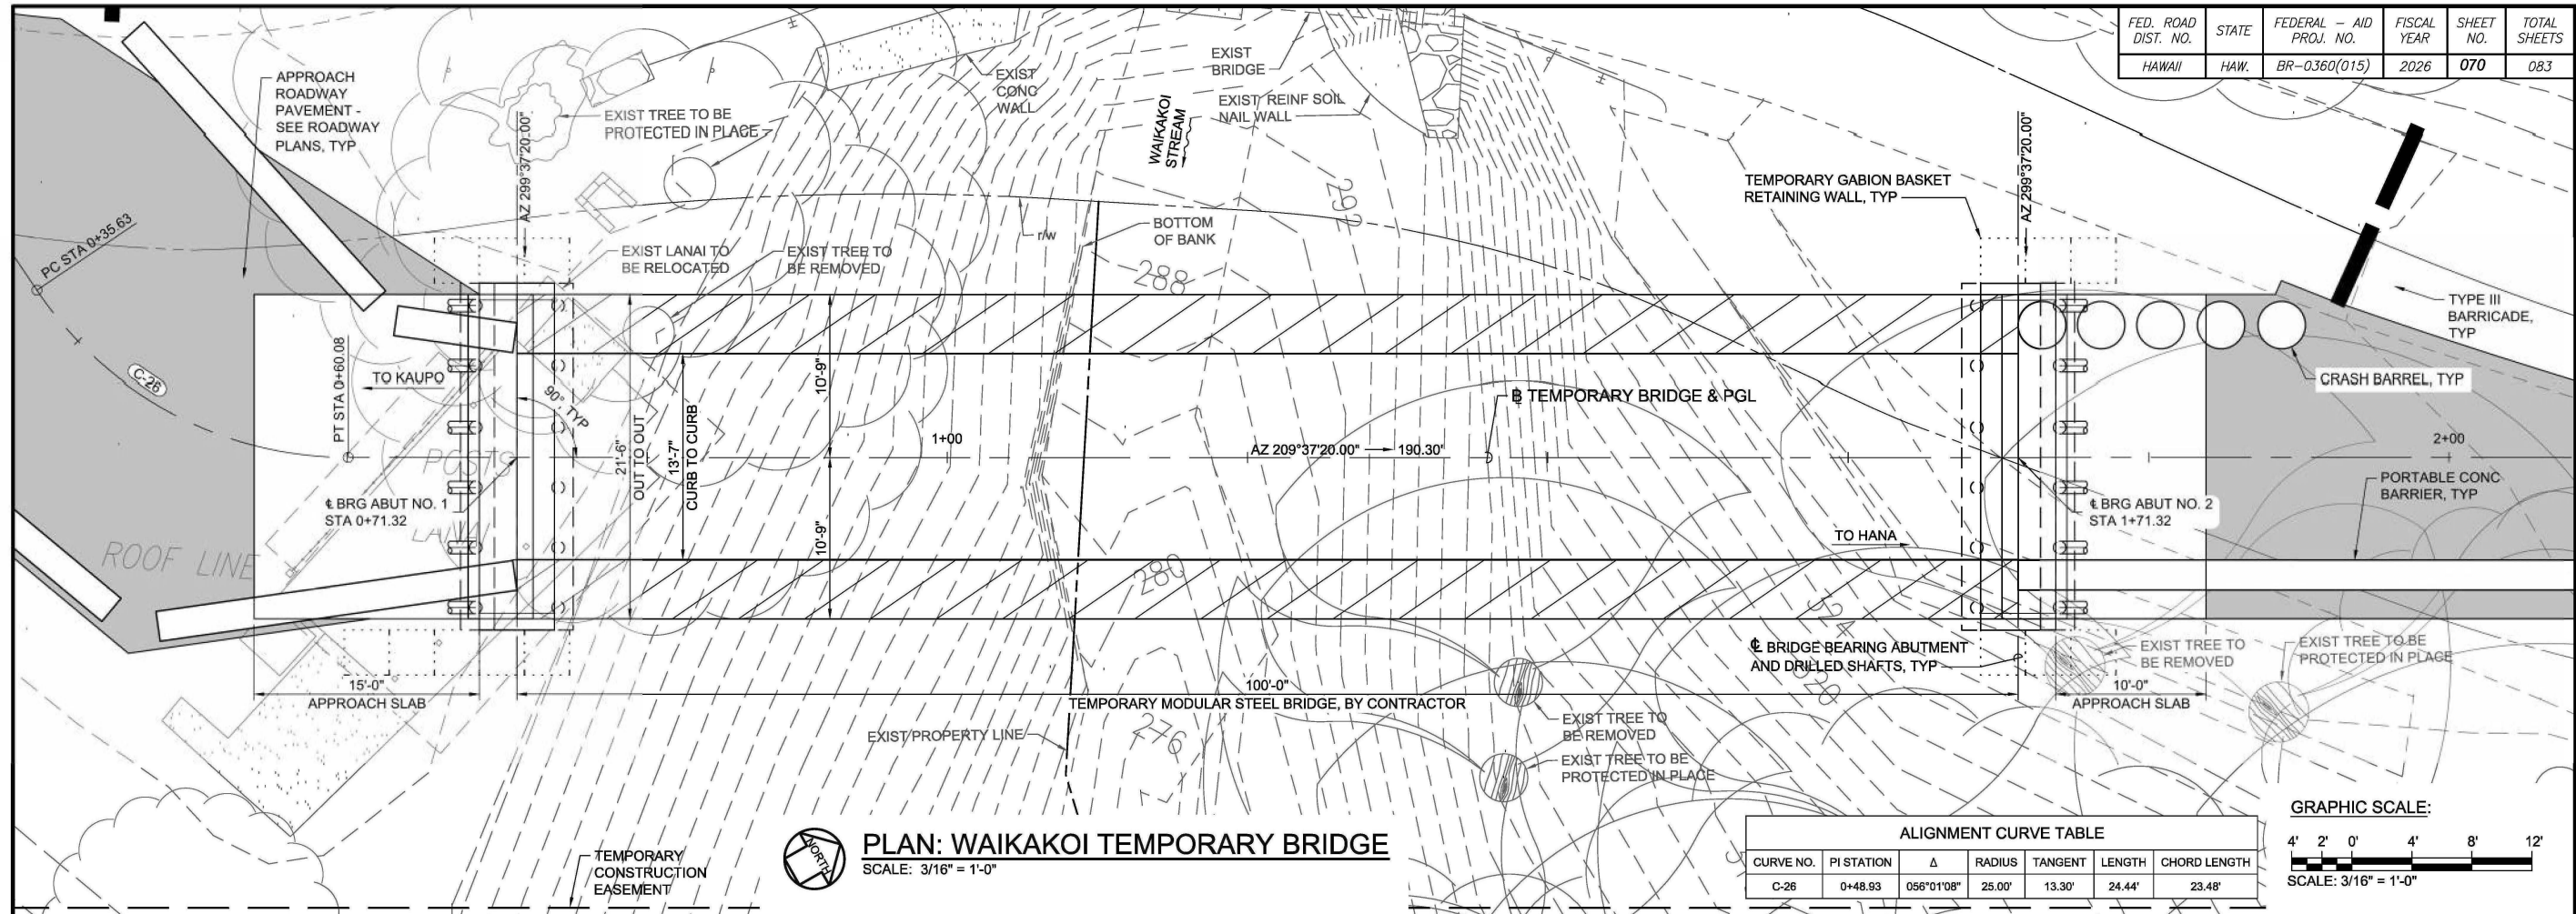 FED. ROAD DIST. NO.
STATE
FEDERAL – AID PROJ. NO.
FISCAL YEAR
SHEET NO.
TOTAL SHEETS
HAWAII
HAW.
BR-0360(015)
2026
070
083
APPROACH
ROADWAY
PAVEMENT -
SEE ROADWAY
PLANS, TYP
EXIST TREE TO BE
PROTECTED IN PLACE
AZ 299°37'20.00"
EXIST
CONC
WALL
EXIST
BRIDGE
EXIST REINF SOIL
NAIL WALL
WAIKAKOI
STREAM
292
TEMPORARY GABION BASKET
RETAINING WALL, TYP
AZ 299°37'20.00"
PC STA 0+35.63
EXIST LANAI TO
BE RELOCATED
EXIST TREE TO
BE REMOVED
r/w
BOTTOM
OF BANK
288
TYPE III
BARRICADE,
TYP
C-26
PT STA 0+60.08
TO KAUPO
90° TYP
21'-6"
OUT TO OUT
13'-7"
CURB TO CURB
10'-9"
10'-9"
1+00
AZ 209°37'20.00"
190.30'
℄ TEMPORARY BRIDGE & PGL
CRASH BARREL, TYP
2+00
PORTABLE CONC
BARRIER, TYP
POSTS
LANAI
℄ BRG ABUT NO. 1
STA 0+71.32
℄ BRG ABUT NO. 2
STA 1+71.32
TO HANA
ROOF LINE
280
324
320
℄ BRIDGE BEARING ABUTMENT
AND DRILLED SHAFTS, TYP
EXIST TREE TO
BE REMOVED
EXIST TREE TO BE
PROTECTED IN PLACE
15'-0"
APPROACH SLAB
100'-0"
TEMPORARY MODULAR STEEL BRIDGE, BY CONTRACTOR
10'-0"
APPROACH SLAB
EXIST PROPERTY LINE
276
EXIST TREE TO
BE REMOVED
EXIST TREE TO BE
PROTECTED IN PLACE
TEMPORARY
CONSTRUCTION
EASEMENT
NORTH
PLAN: WAIKAKOI TEMPORARY BRIDGE
SCALE: 3/16" = 1'-0"
ALIGNMENT CURVE TABLE
CURVE NO.
PI STATION
Δ
RADIUS
TANGENT
LENGTH
CHORD LENGTH
C-26
0+48.93
056°01'08"
25.00'
13.30'
24.44'
23.48'
GRAPHIC SCALE:
4' 2' 0' 4' 8' 12'
SCALE: 3/16" = 1'-0"